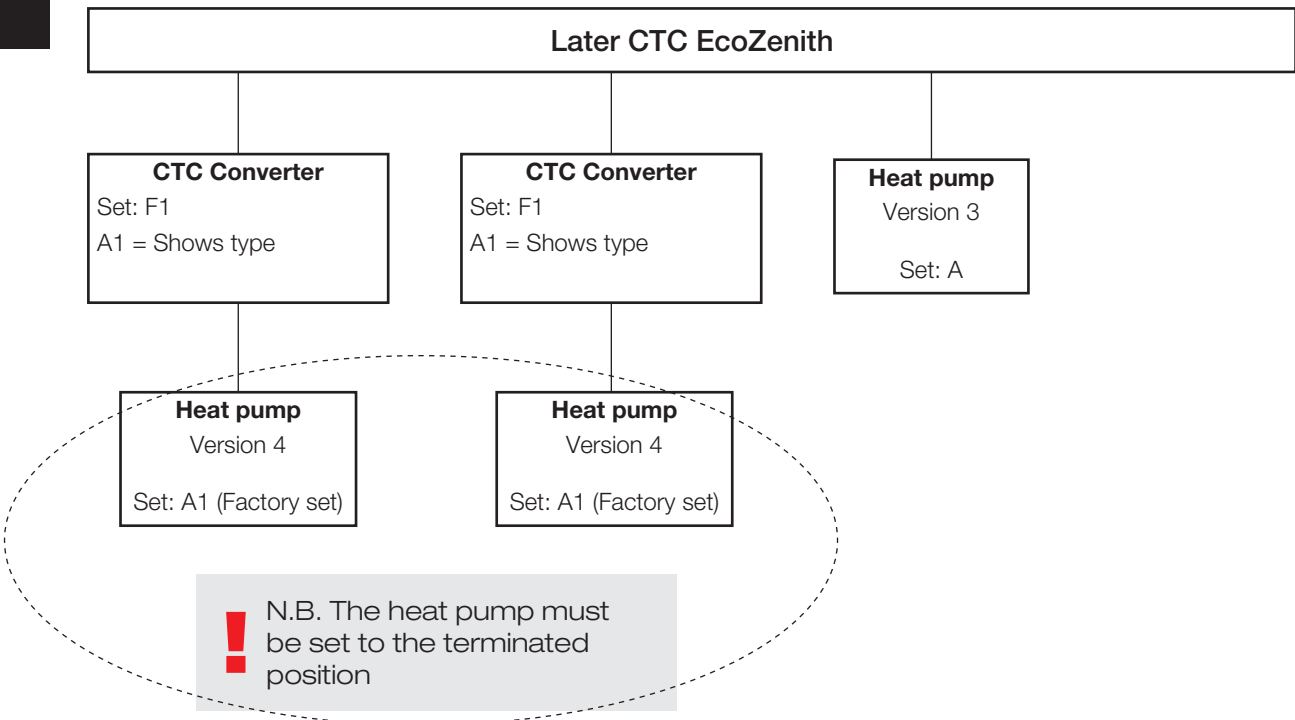 Later CTC EcoZenith
CTC Converter
Set: F1
A1 = Shows type
CTC Converter
Set: F1
A1 = Shows type
Heat pump
Version 3
Set: A
Heat pump
Version 4
Set: A1 (Factory set)
Heat pump
Version 4
Set: A1 (Factory set)
! N.B. The heat pump must
be set to the terminated
position